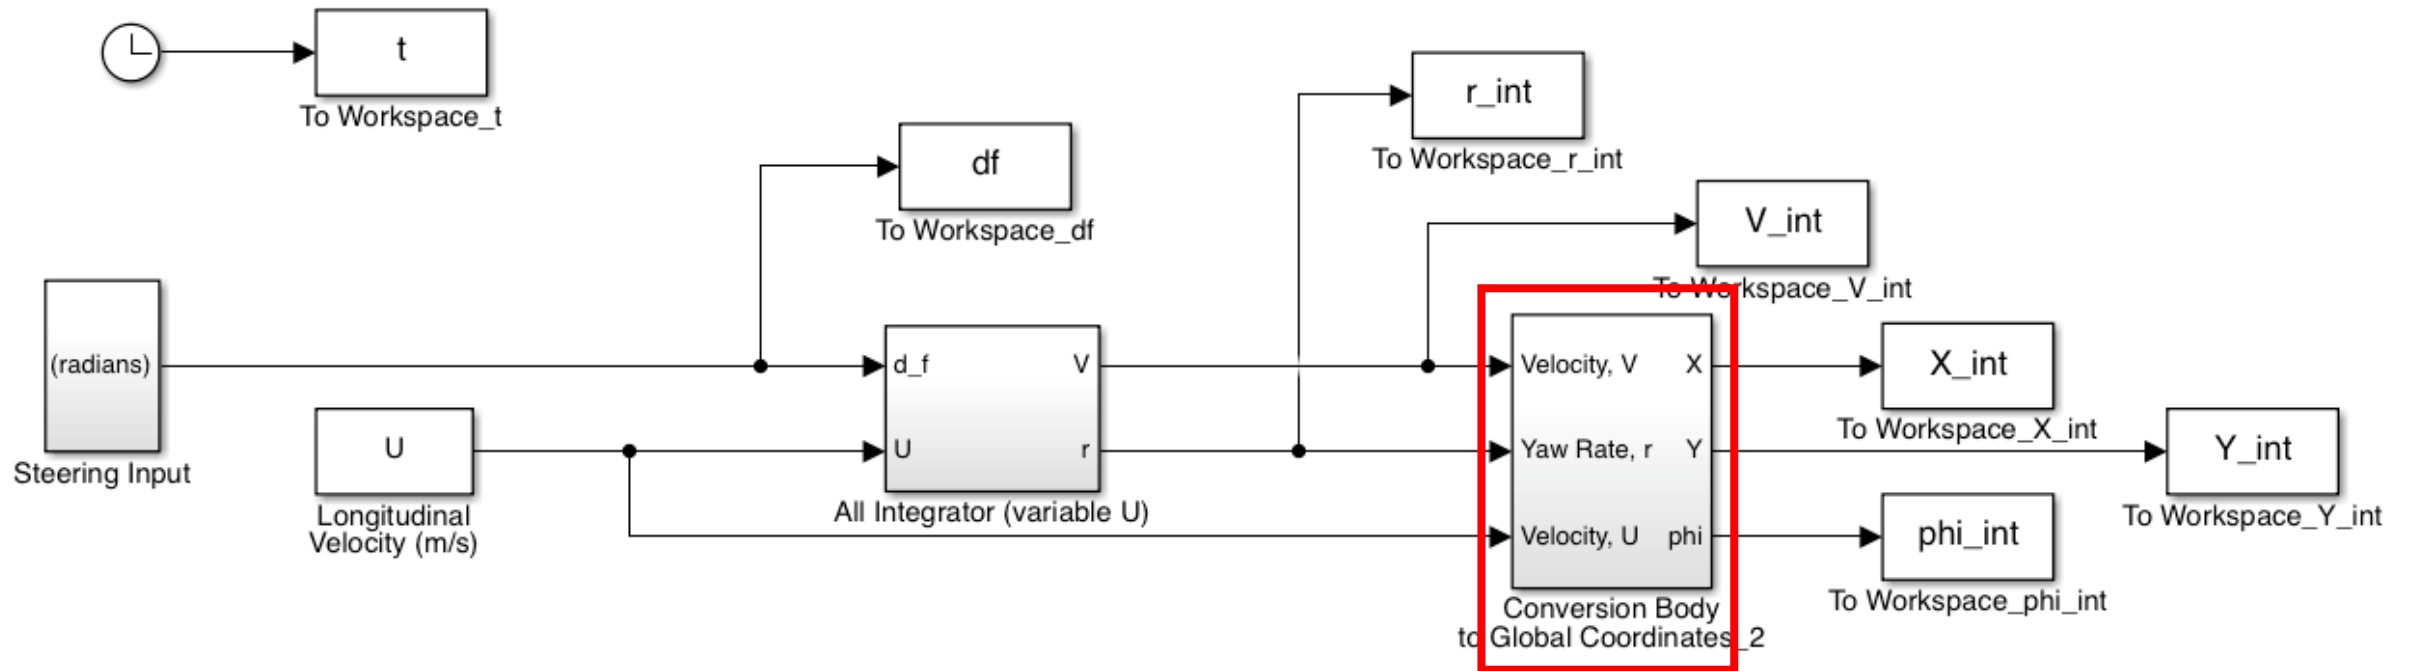 t
To Workspace_t
r_int
To Workspace_r_int
df
To Workspace_df
V_int
To Workspace_V_int
(radians)
Steering Input
U
Longitudinal
Velocity (m/s)
d_f
V
U
r
All Integrator (variable U)
Velocity, V
X
Yaw Rate, r
Y
Velocity, U
phi
Conversion Body
to Global Coordinates_2
X_int
To Workspace_X_int
Y_int
To Workspace_Y_int
phi_int
To Workspace_phi_int